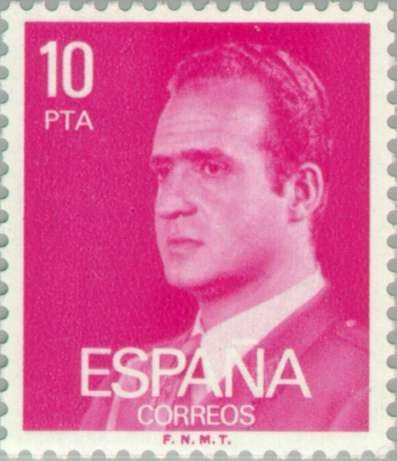 10
PTA
ESPAÑA
CORREOS
F. N. M. T.